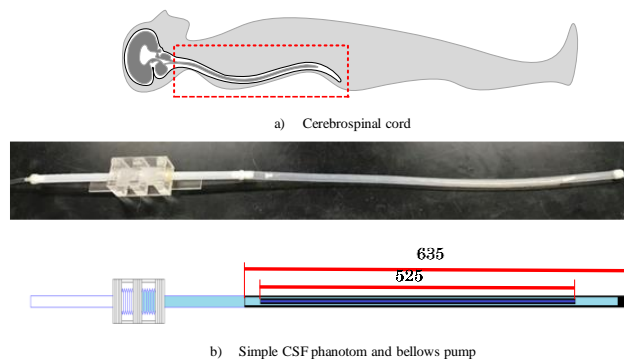 a) Cerebrospinal cord
635
525
b) Simple CSF phanotom and bellows pump